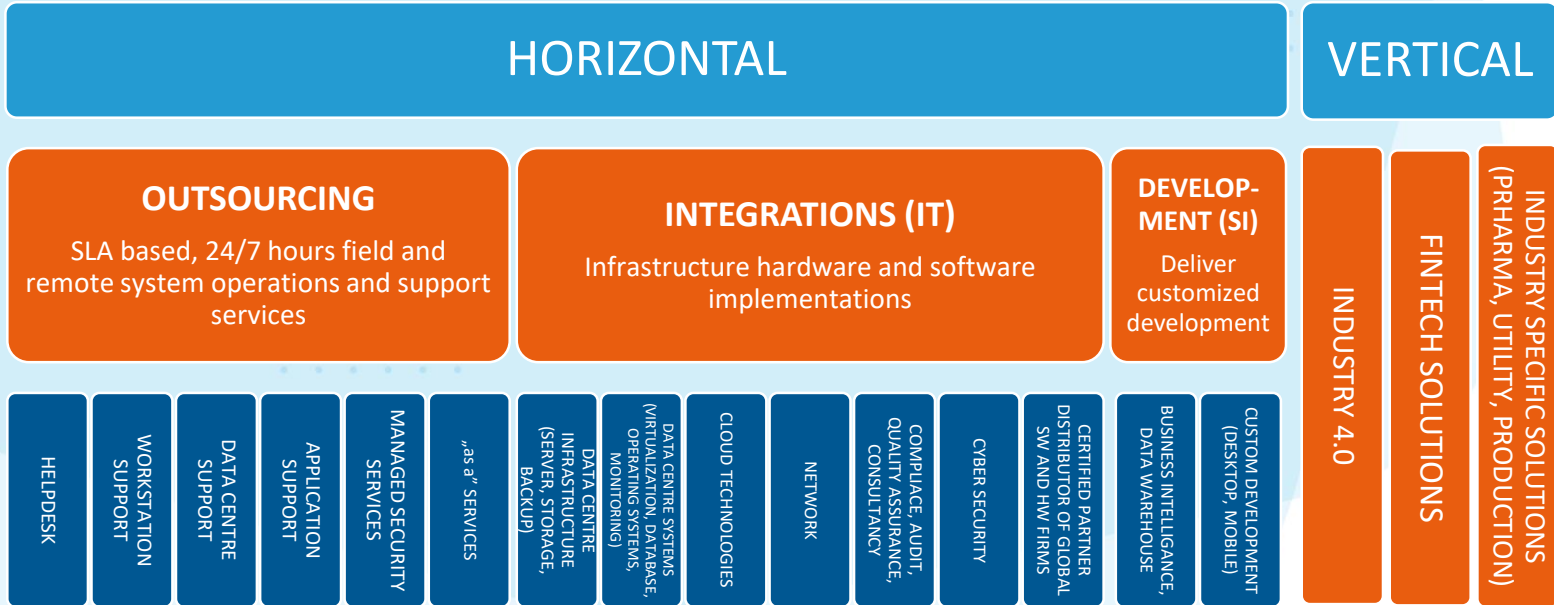 HORIZONTAL
VERTICAL
OUTSOURCING
SLA based, 24/7 hours field and
remote system operations and support
services
INTEGRATIONS (IT)
Infrastructure hardware and software
implementations
DEVELOP-
MENT (SI)
Deliver
customized
development
HELPDESK
WORKSTATION
SUPPORT
DATA CENTRE
SUPPORT
APPLICATION
SUPPORT
MANAGED SECURITY
SERVICES
„as a” SERVICES
DATA CENTRE
INFRASTRUCTURE
(SERVER, STORAGE,
BACKUP)
DATA CENTRE SYSTEMS
(VIRTUALIZATION, DATABASE,
OPERATING SYSTEMS,
MONITORING)
CLOUD TECHNOLOGIES
NETWORK
COMPLIACE, AUDIT,
QUALITY ASSURANCE,
CONSULTANCY
CYBER SECURITY
CERTIFIED PARTNER
DISTRIBUTOR OF GLOBAL
SW AND HW FIRMS
BUSINESS INTELLIGANCE,
DATA WAREHOUSE
CUSTOM DEVELOPMENT
(DESKTOP, MOBILE)
INDUSTRY 4.0
FINTECH SOLUTIONS
INDUSTRY SPECIFIC SOLUTIONS
(PRHARMA, UTILITY, PRODUCTION)